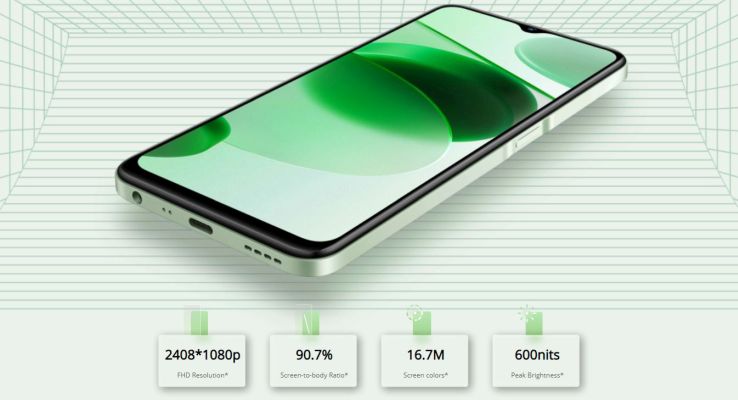 2408*1080p
FHD Resolution*
90.7%
Screen-to-body Ratio*
16.7M
Screen colors*
600nits
Peak Brightness*